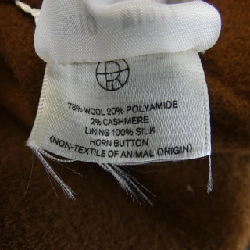 78% WOOL 20% POLYAMIDE
2% CASHMERE
LINING 100% SILK
HORN BUTTON
(NON-TEXTILE OF ANIMAL ORIGIN)